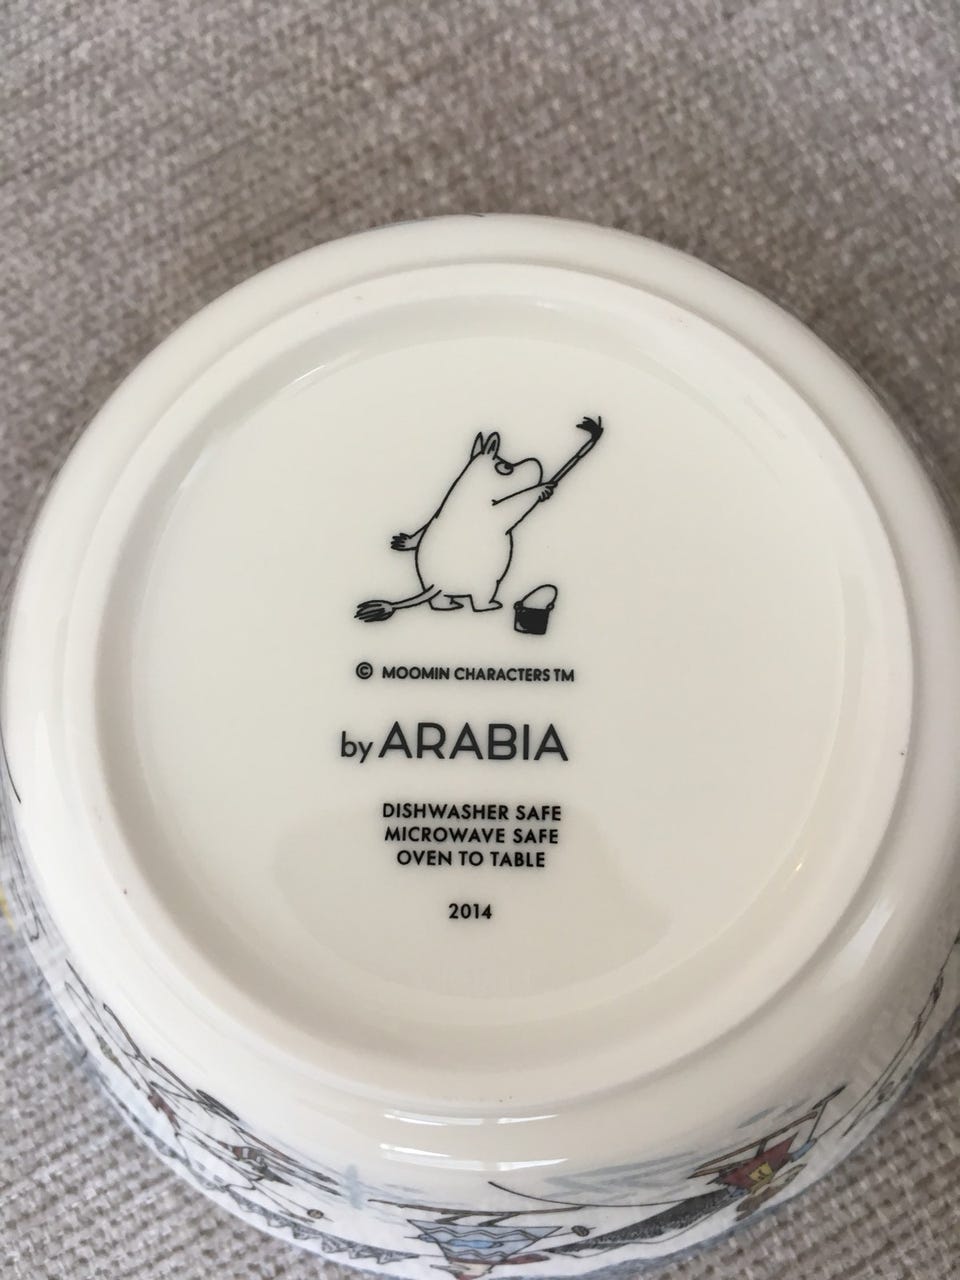 © MOOMIN CHARACTERS TM
by ARABIA
DISHWASHER SAFE
MICROWAVE SAFE
OVEN TO TABLE
2014